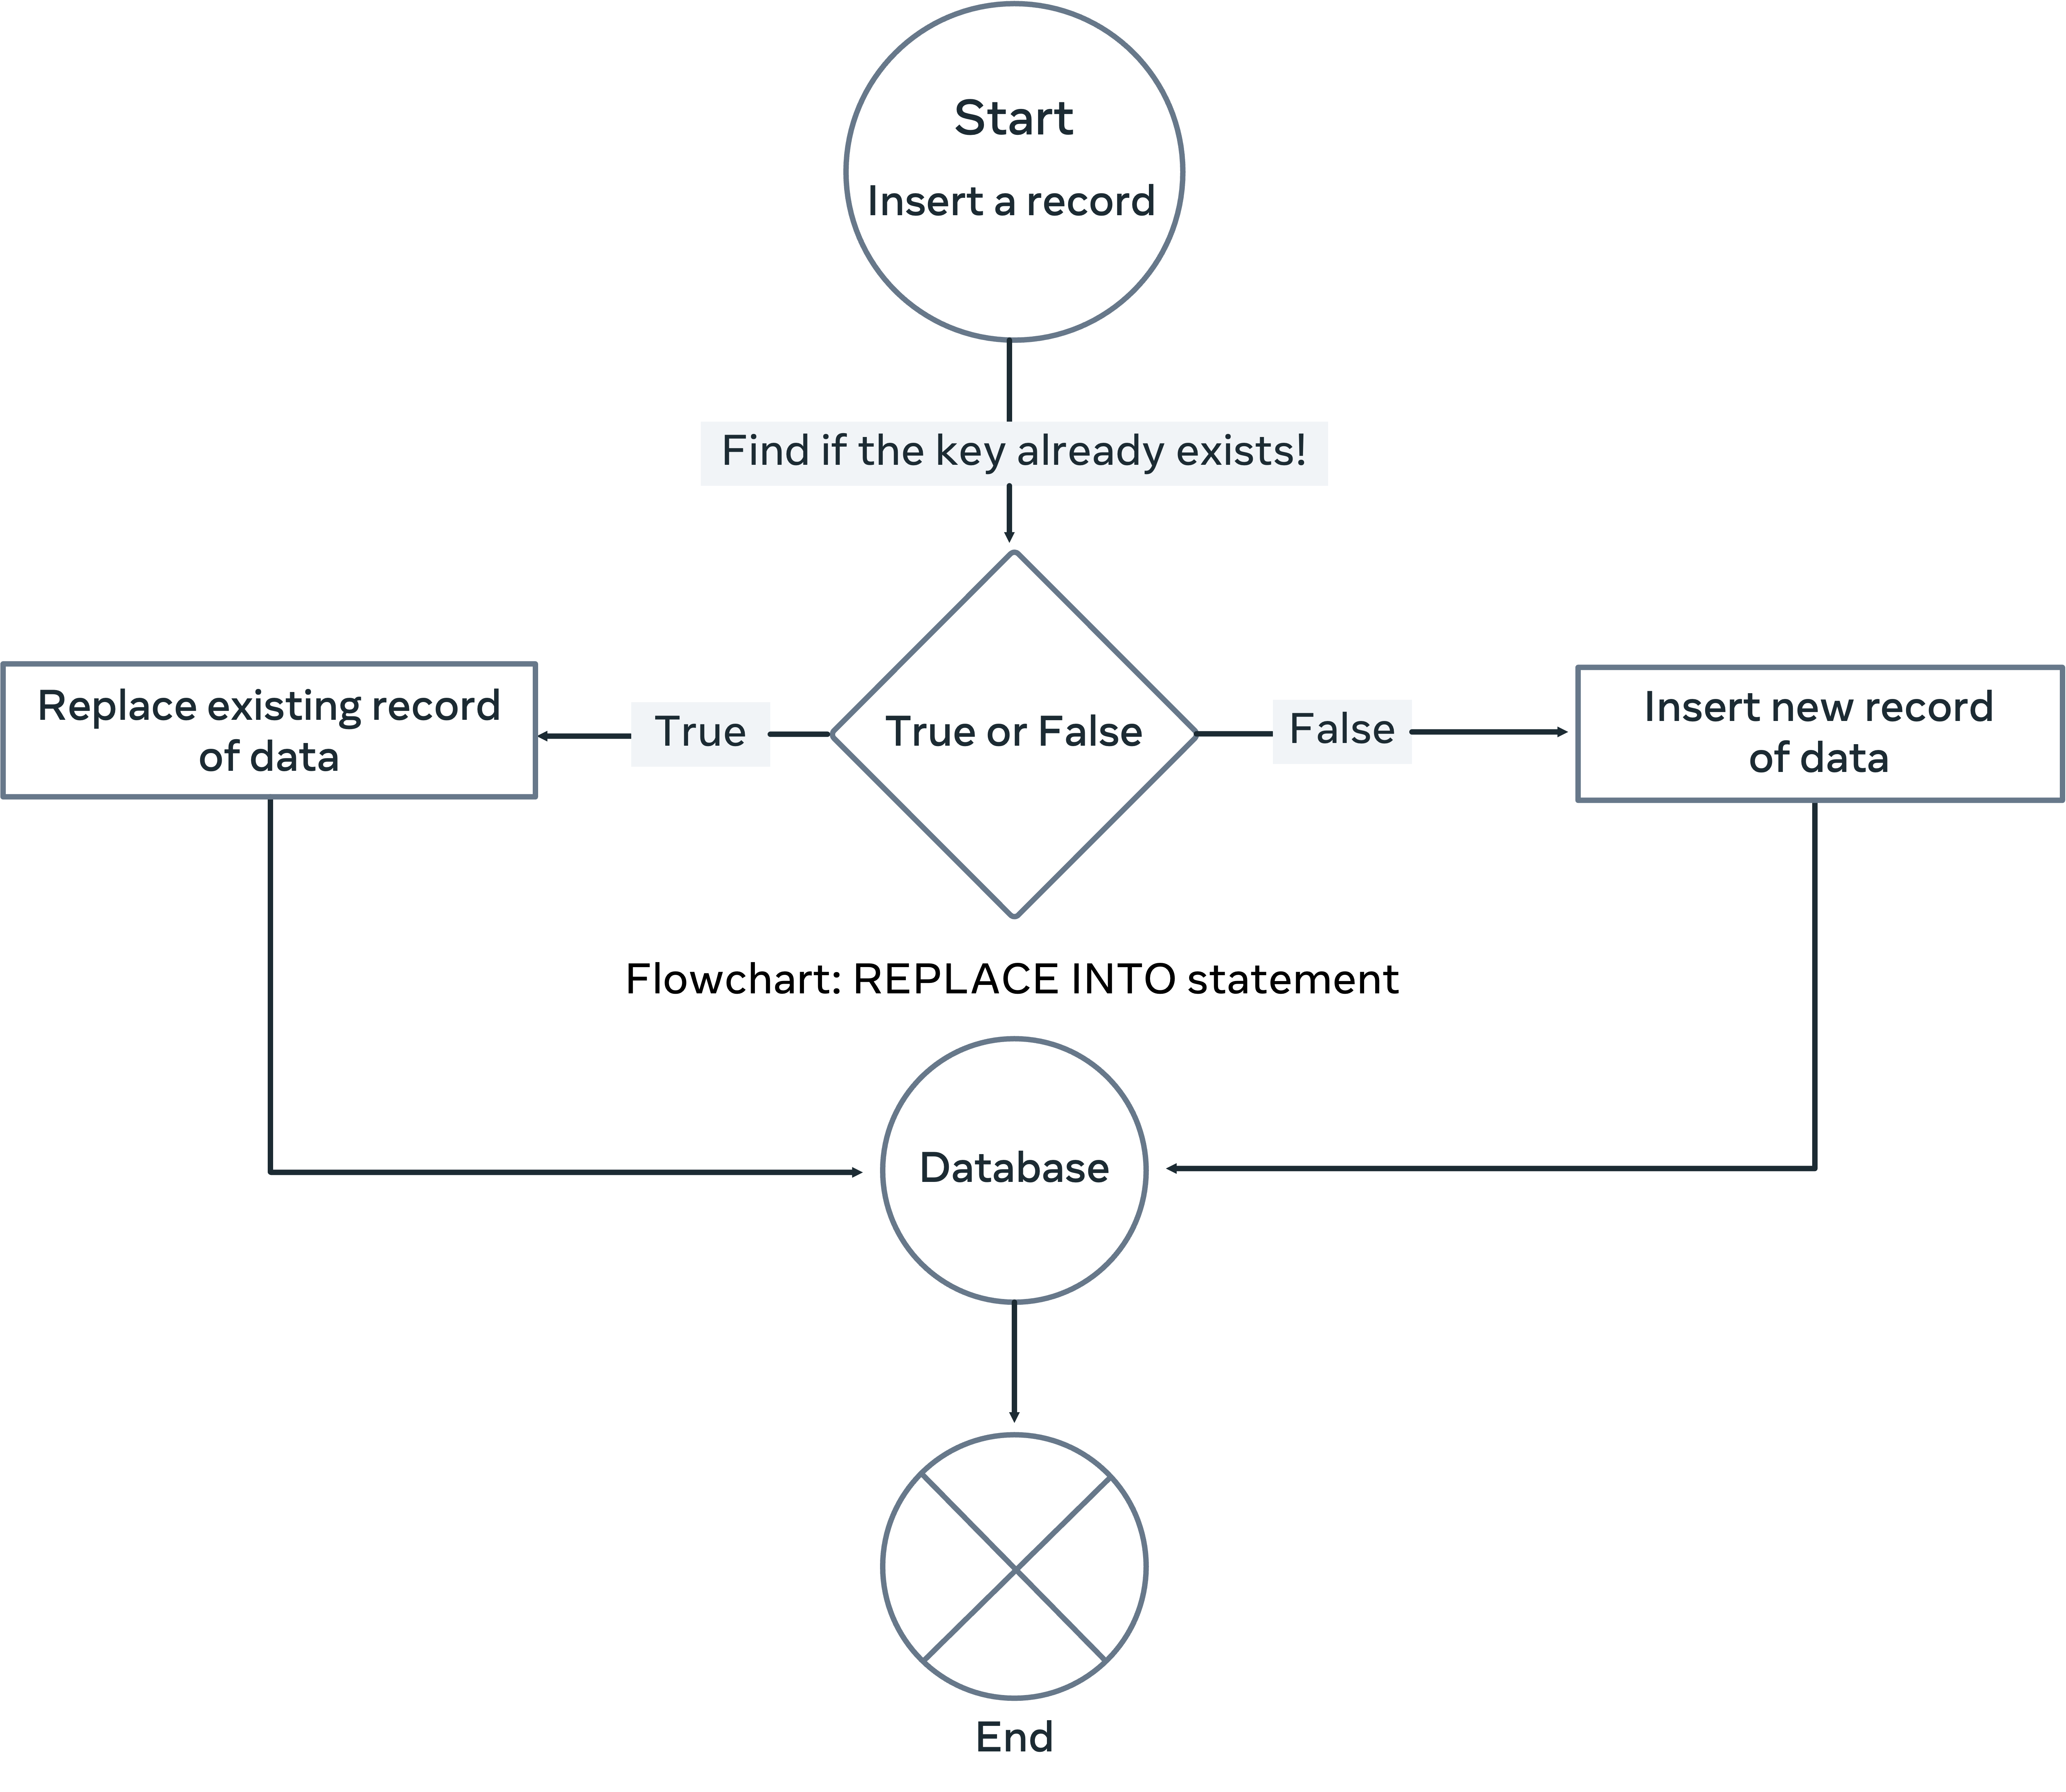 Start
Insert a record
Find if the key already exists!
Replace existing record
of data
True
True or False
False
Insert new record
of data
Flowchart: REPLACE INTO statement
Database
End